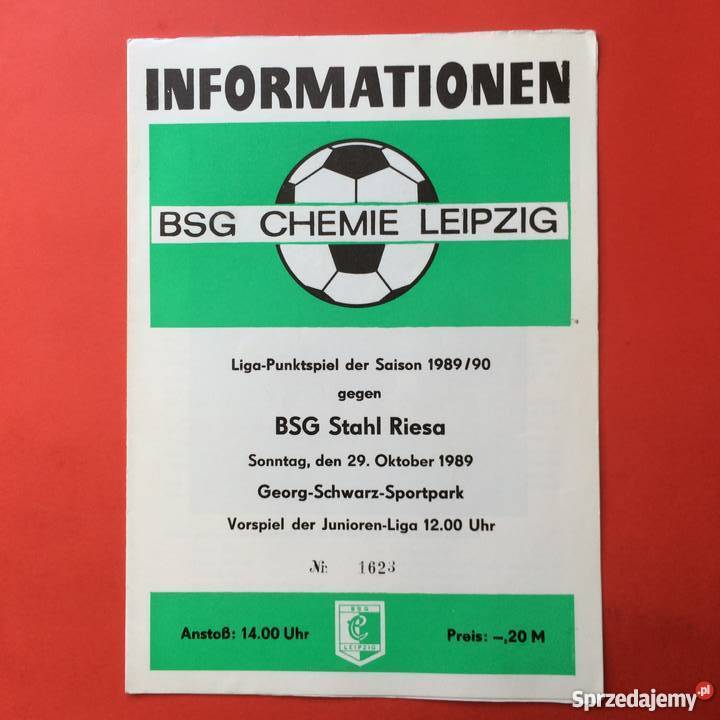 INFORMATIONEN
BSG CHEMIE LEIPZIG
Liga-Punktspiel der Saison 1989/90
gegen
BSG Stahl Riesa
Sonntag, den 29. Oktober 1989
Georg-Schwarz-Sportpark
Vorspiel der Junioren-Liga 12.00 Uhr
Nr. 1623
Anstoß: 14.00 Uhr
BSG
C
LEIPZIG
Preis: –,20 M
Sprzedajemy.pl